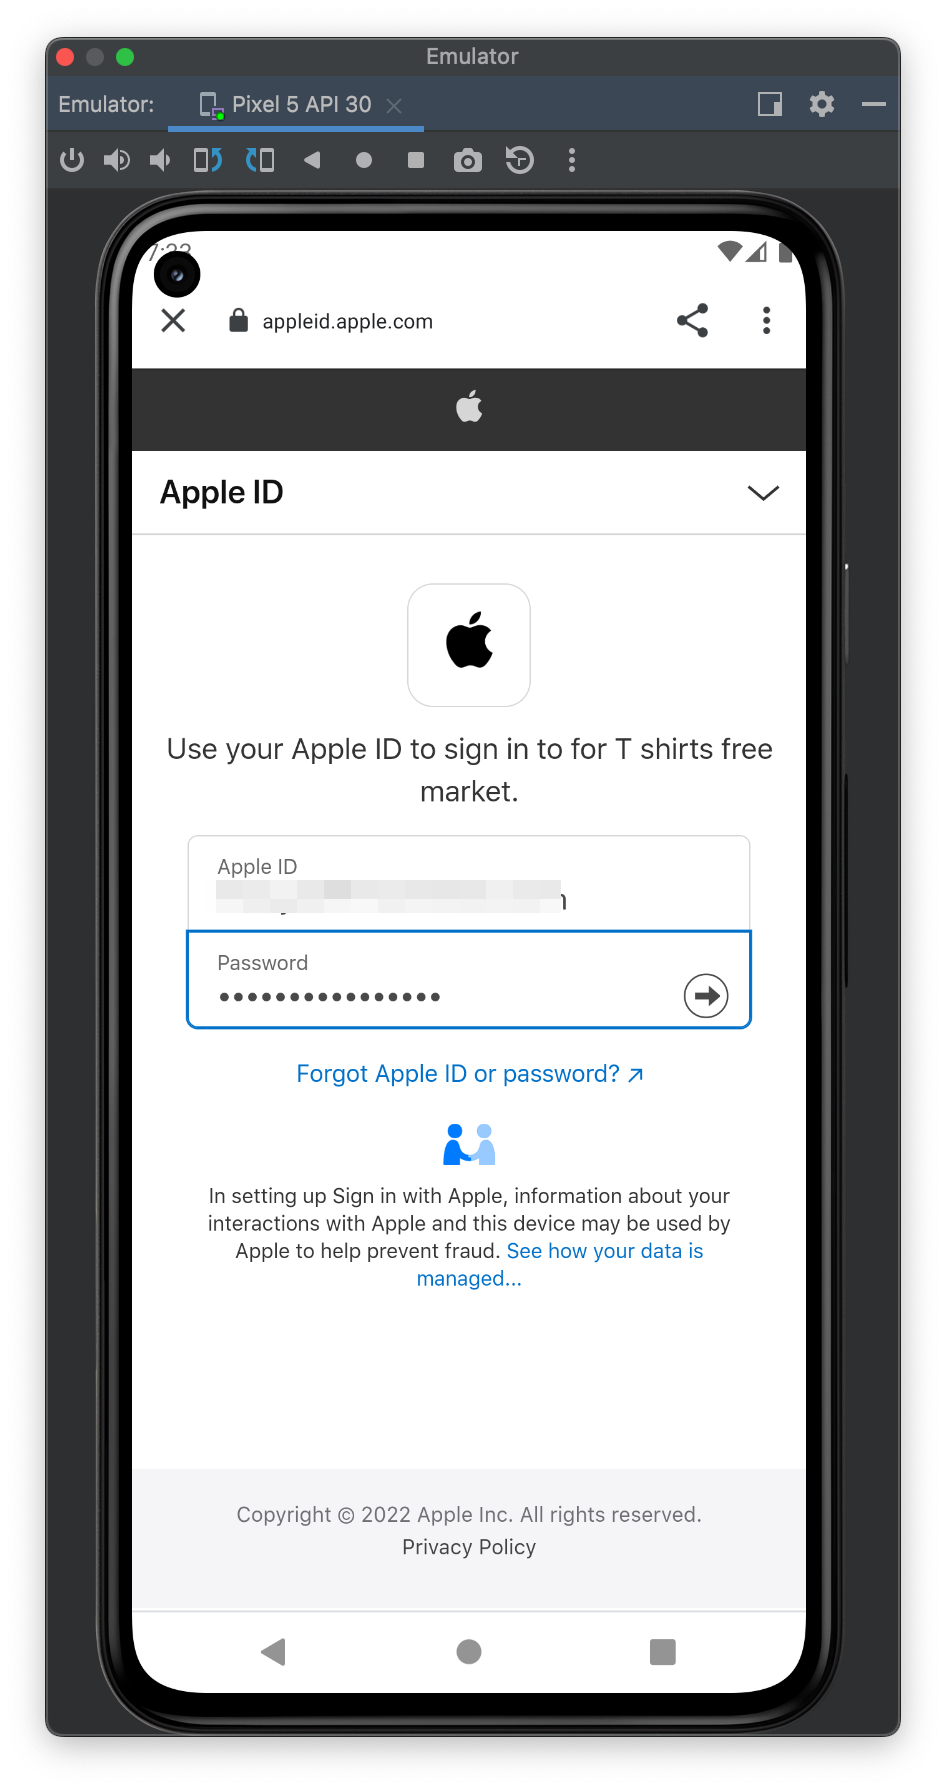 Emulator
Emulator: Pixel 5 API 30
appleid.apple.com
Apple ID
Use your Apple ID to sign in to for T shirts free
market.
Apple ID
Password
Forgot Apple ID or password? ↗
In setting up Sign in with Apple, information about your
interactions with Apple and this device may be used by
Apple to help prevent fraud. See how your data is
managed...
Copyright © 2022 Apple Inc. All rights reserved.
Privacy Policy